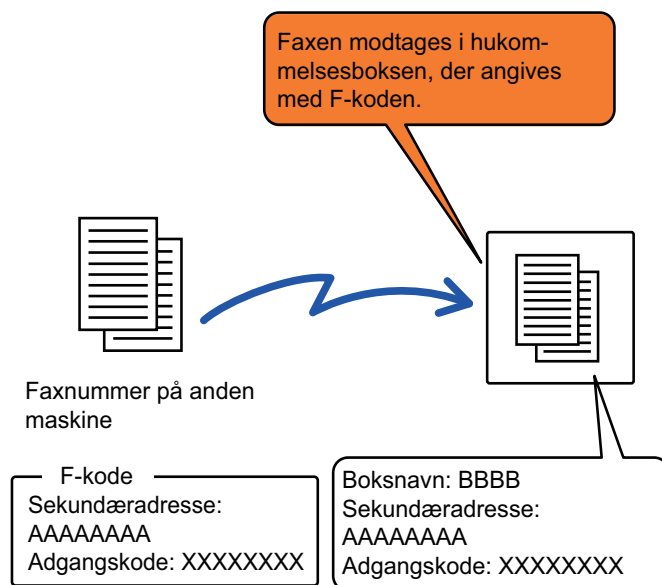 Faxen modtages i hukom-
melsesboksen, der angives
med F-koden.
Faxnummer på anden
maskine
F-kode
Sekundæradresse:
AAAAAAAA
Adgangskode: XXXXXXXX
Boksnavn: BBBB
Sekundæradresse:
AAAAAAAA
Adgangskode: XXXXXXXX